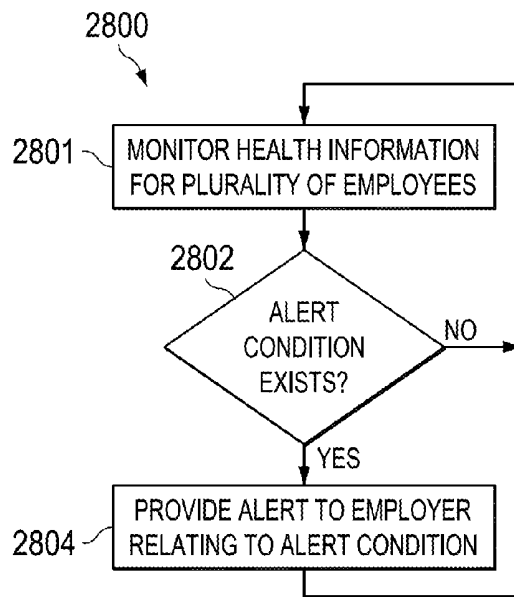 2800
2801
MONITOR HEALTH INFORMATION
FOR PLURALITY OF EMPLOYEES
2802
ALERT
CONDITION
EXISTS?
NO
YES
2804
PROVIDE ALERT TO EMPLOYER
RELATING TO ALERT CONDITION